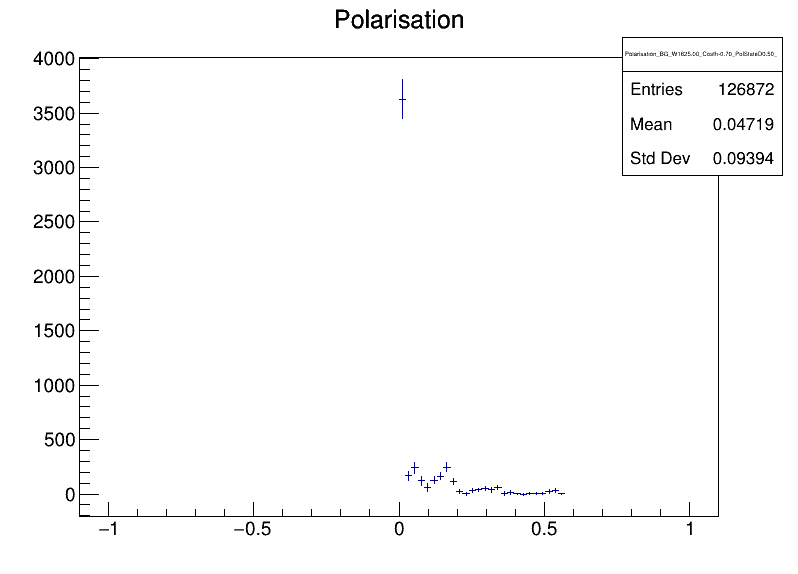 Polarisation
Polarisation_BG_W1625.00_Costh-0.70_PolStateD0.50_
Entries 126872
Mean 0.04719
Std Dev 0.09394
4000
3500
3000
2500
2000
1500
1000
500
0
−1 −0.5 0 0.5 1